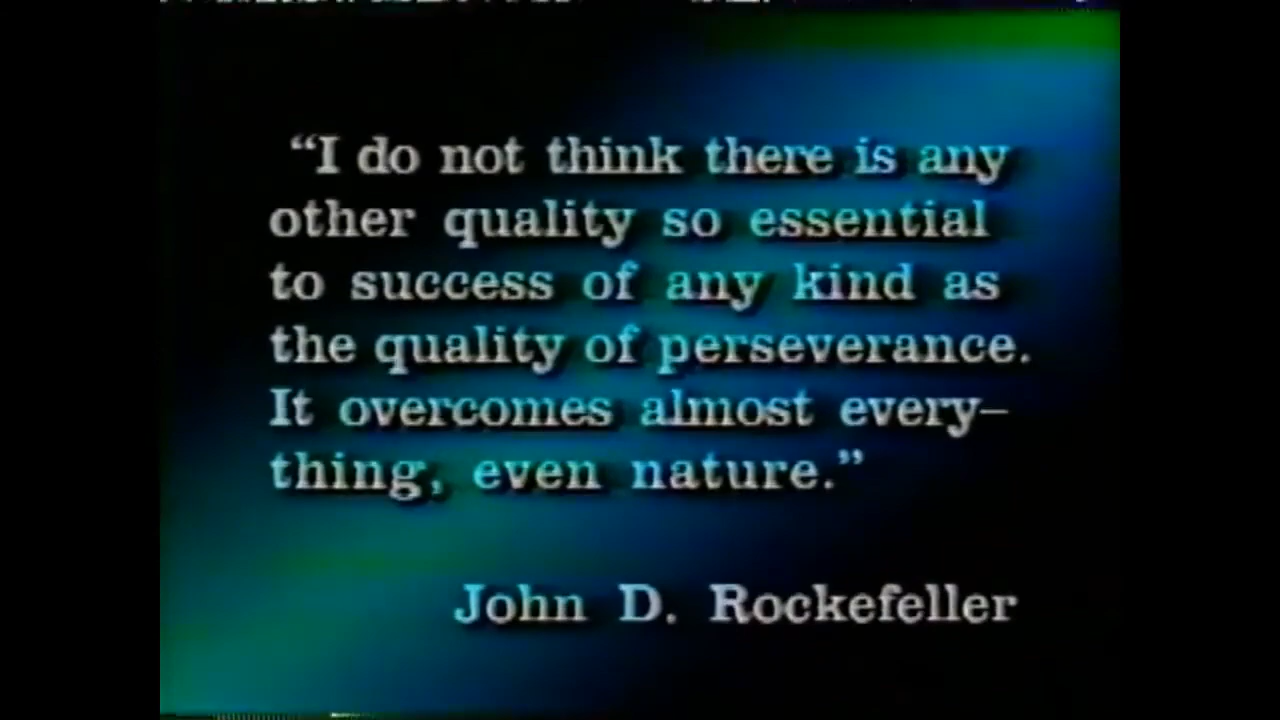 “I do not think there is any
other quality so essential
to success of any kind as
the quality of perseverance.
It overcomes almost every–
thing, even nature.”
John D. Rockefeller